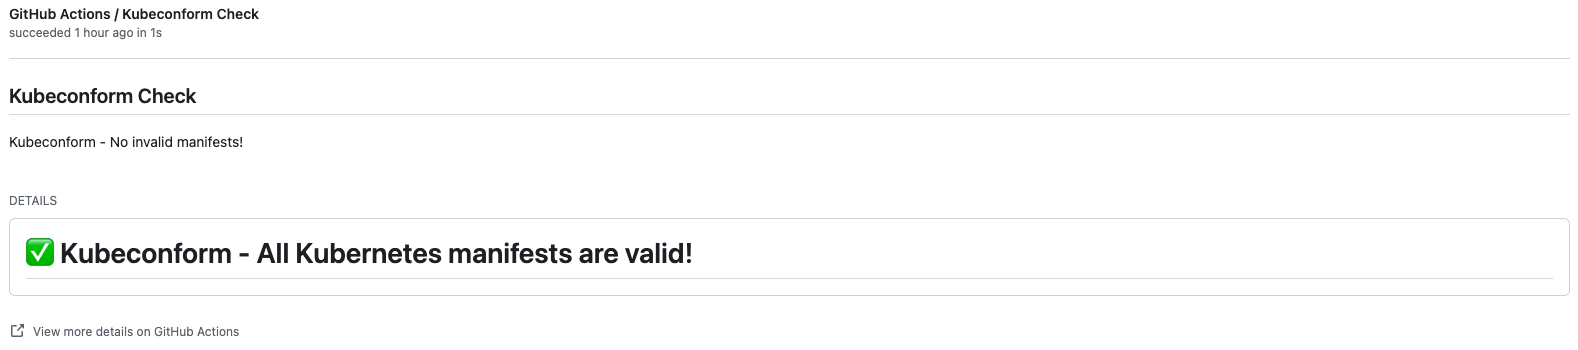 GitHub Actions / Kubeconform Check
succeeded 1 hour ago in 1s
Kubeconform Check
Kubeconform - No invalid manifests!
DETAILS
✅ Kubeconform - All Kubernetes manifests are valid!
View more details on GitHub Actions